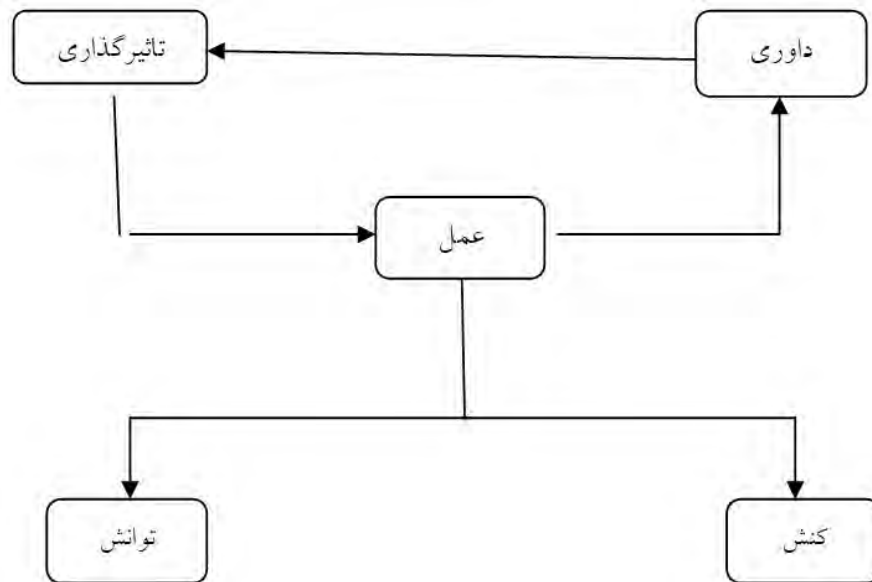 داوری
تاثیرگذاری
عمل
کنش
توانش